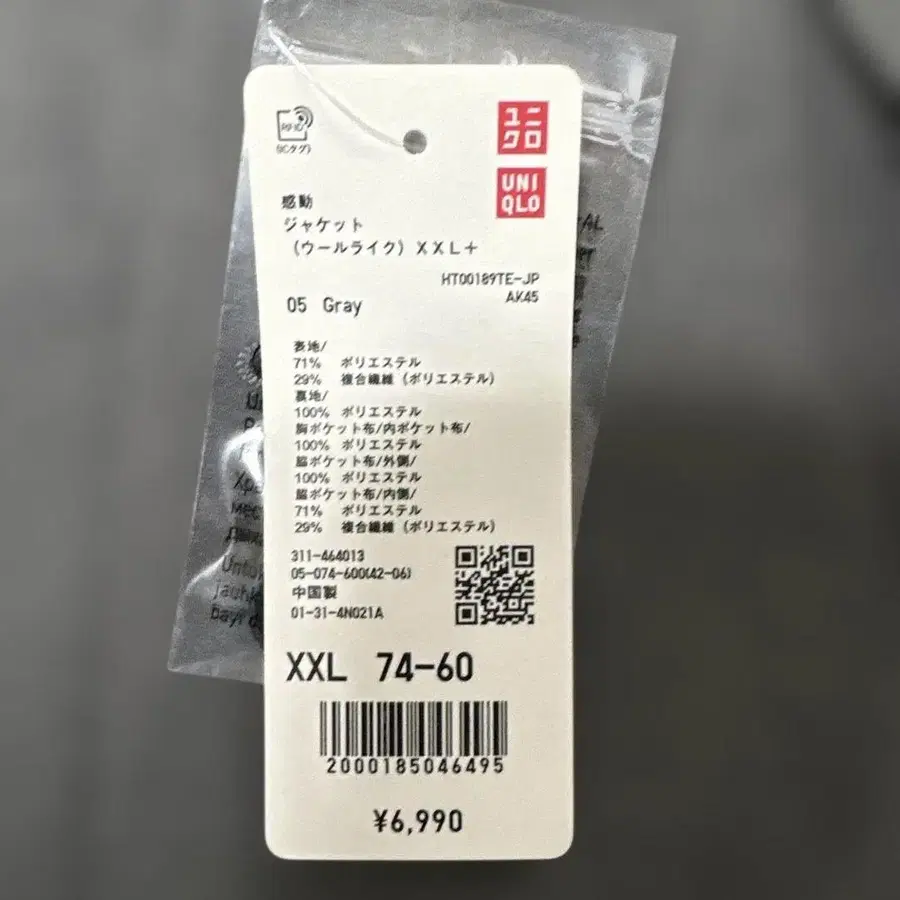 RFID
(ICタグ)
ユニ
クロ
UNI
QLO
感動
ジャケット
（ウールライク）ＸＸＬ＋
HT00189TE-JP
AK45
05 Gray
表地/
71% ポリエステル
29% 複合繊維（ポリエステル）
裏地/
100% ポリエステル
胸ポケット布/内ポケット布/
100% ポリエステル
脇ポケット布/外側/
100% ポリエステル
脇ポケット布/内側/
71% ポリエステル
29% 複合繊維（ポリエステル）
311-464013
05-074-600(42-06)
中国製
01-31-4N021A
XXL 74-60
2000185046495
¥6,990